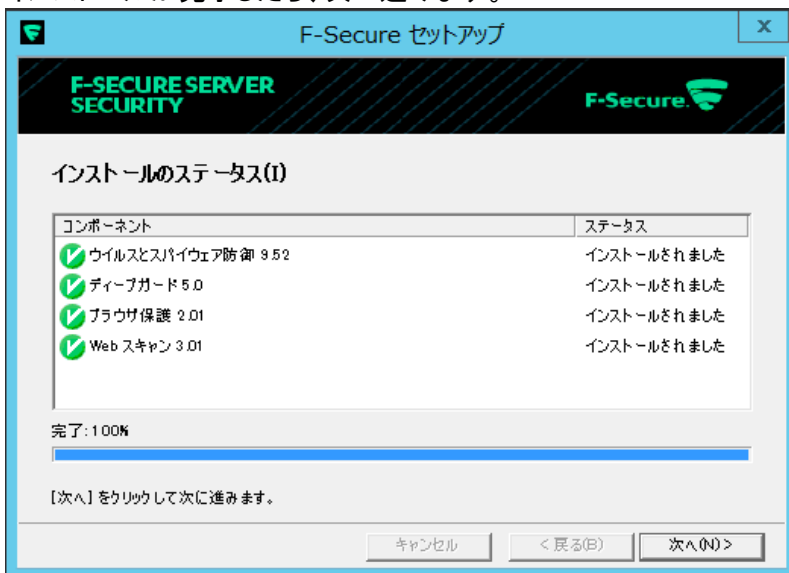 F-Secure セットアップ
x
F-SECURE SERVER
SECURITY
F-Secure.
インストールのステータス(I)
コンポーネント ステータス
ウイルスとスパイウェア防御 9.52 インストールされました
ディープガード 5.0 インストールされました
ブラウザ保護 2.01 インストールされました
Web スキャン 3.01 インストールされました
完了:100%
[次へ] をクリックして次に進みます。
キャンセル < 戻る(B) 次へ(N) >